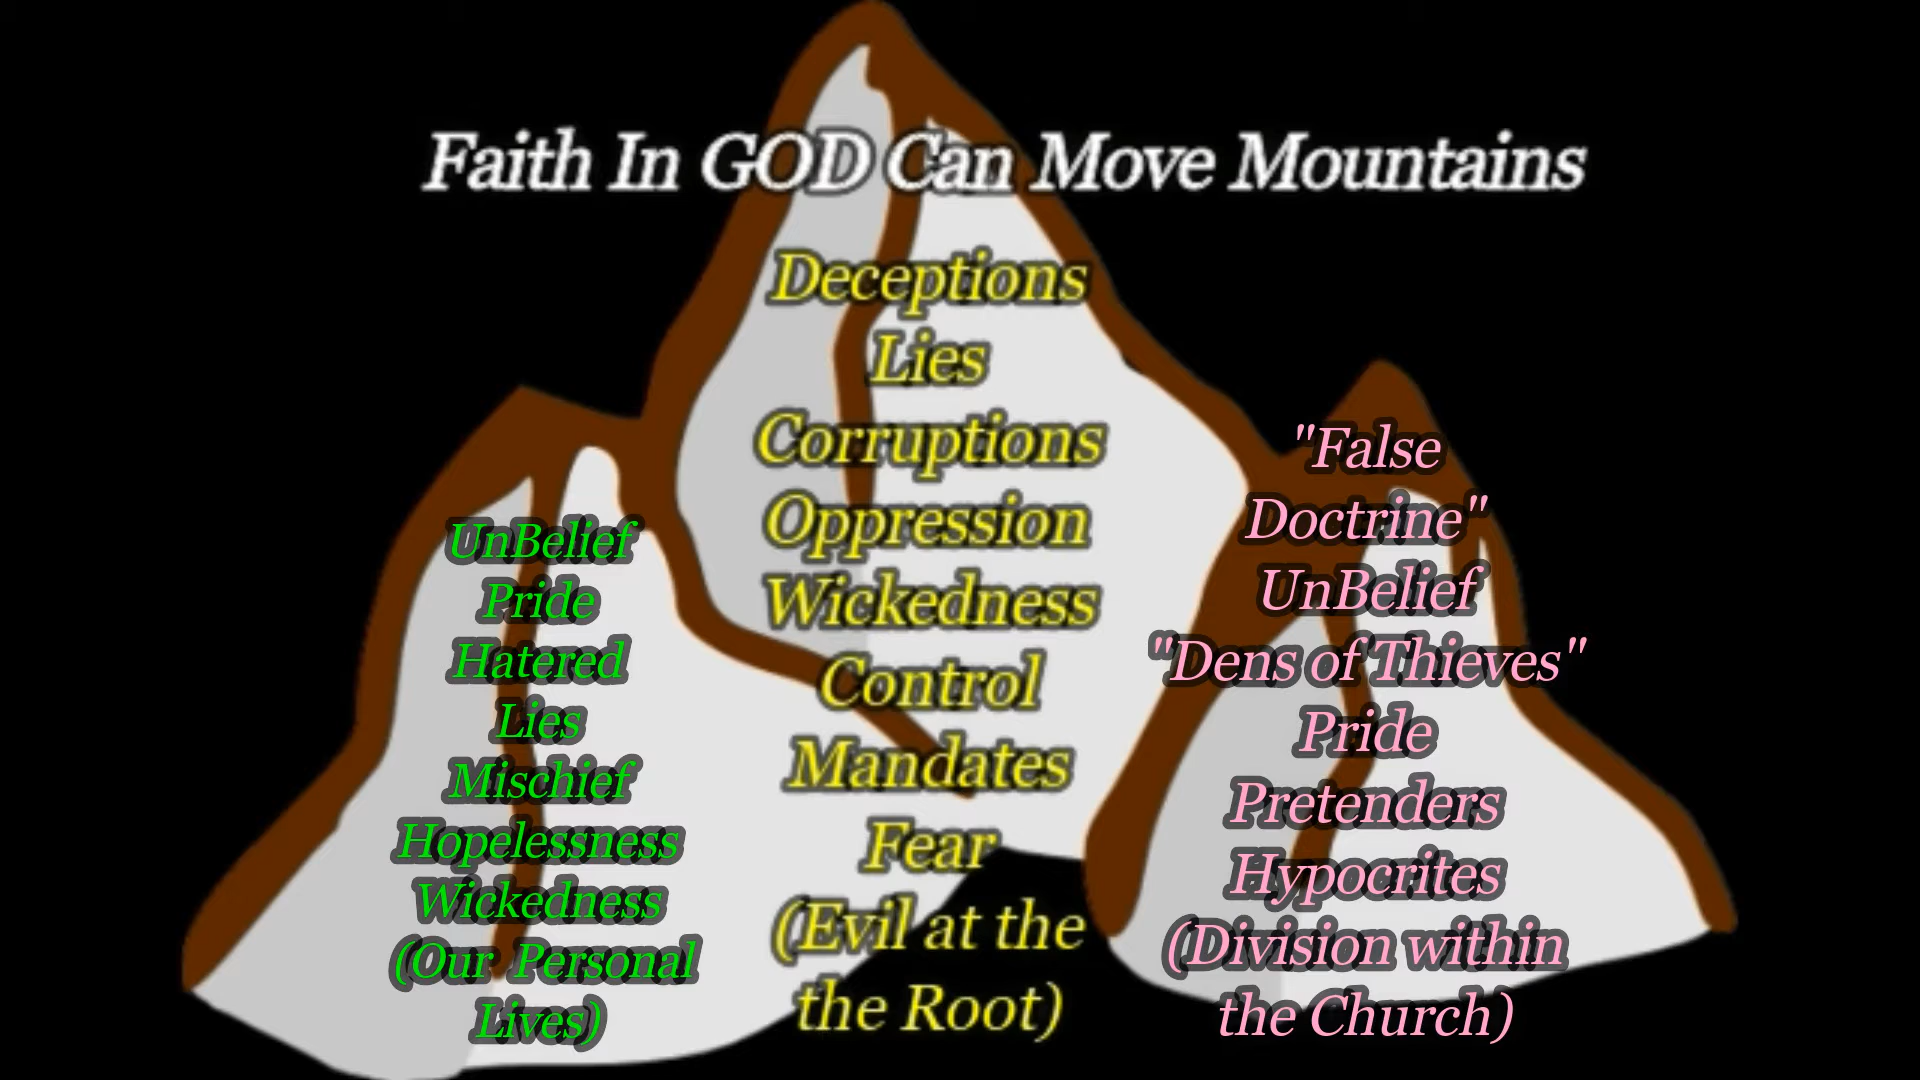 Faith In GOD Can Move Mountains
Deceptions
Lies
Corruptions
Oppression
Wickedness
Control
Mandates
Fear
(Evil at the
the Root)
UnBelief
Pride
Hatered
Lies
Mischief
Hopelessness
Wickedness
(Our Personal
Lives)
"False
Doctrine"
UnBelief
"Dens of Thieves"
Pride
Pretenders
Hypocrites
(Division within
the Church)